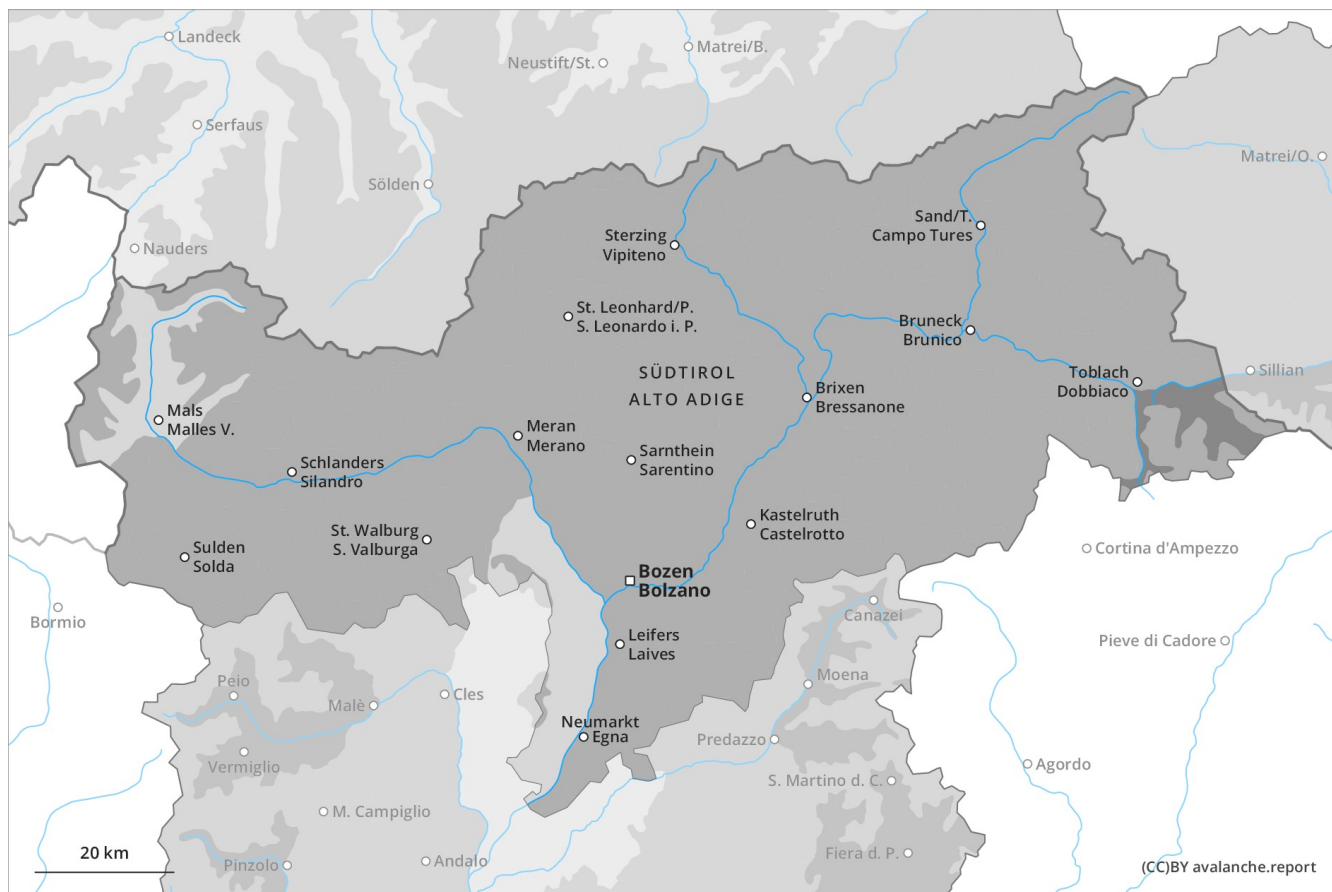 Landeck
Matrei/B.
Neustift/St.
Serfaus
Matrei/O.
Sölden
Sand/T.
Campo Tures
Sterzing
Vipiteno
Nauders
St. Leonhard/P.
S. Leonardo i. P.
Bruneck
Brunico
SÜDTIROL
ALTO ADIGE
Toblach
Dobbiaco
Sillian
Brixen
Bressanone
Mals
Malles V.
Meran
Merano
Sarnthein
Sarentino
Schlanders
Silandro
Kastelruth
Castelrotto
St. Walburg
S. Valburga
Sulden
Solda
Cortina d'Ampezzo
Bozen
Bolzano
Bormio
Canazei
Leifers
Laives
Pieve di Cadore
Peio
Moena
Malè
Cles
Neumarkt
Egna
Predazzo
Vermiglio
Agordo
S. Martino d. C.
M. Campiglio
20 km
Pinzolo
Andalo
Fiera d. P.
(CC)BY avalanche.report